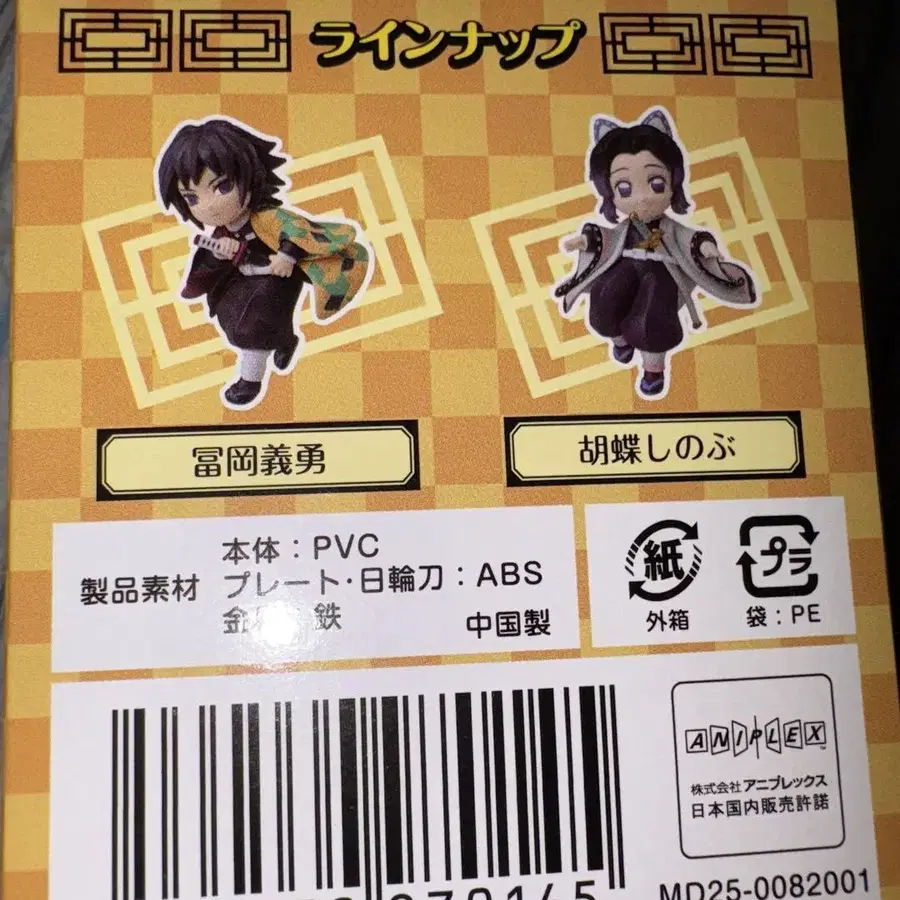 ラインナップ
冨岡義勇
胡蝶しのぶ
製品素材
本体：PVC
プレート・日輪刀：ABS
鉄
中国製
紙
外箱
プラ
袋：PE
ANIPLEX
株式会社アニプレックス
日本国内販売許諾
MD25-0082001